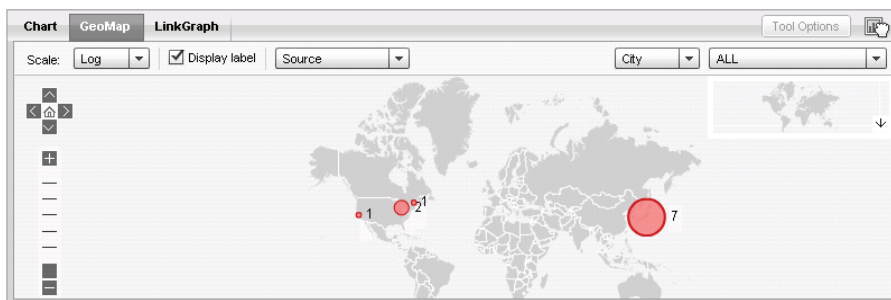 Chart GeoMap LinkGraph Tool Options
Scale: Log Display label Source City ALL
1 2 1 7